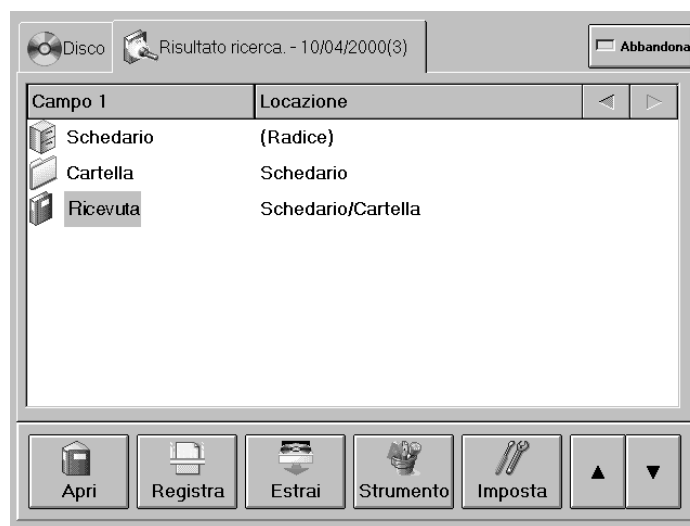 Disco
Risultato ricerca. - 10/04/2000(3)
Abbandona
Campo 1 Locazione
Schedario (Radice)
Cartella Schedario
Ricevuta Schedario/Cartella
Apri Registra Estrai Strumento Imposta